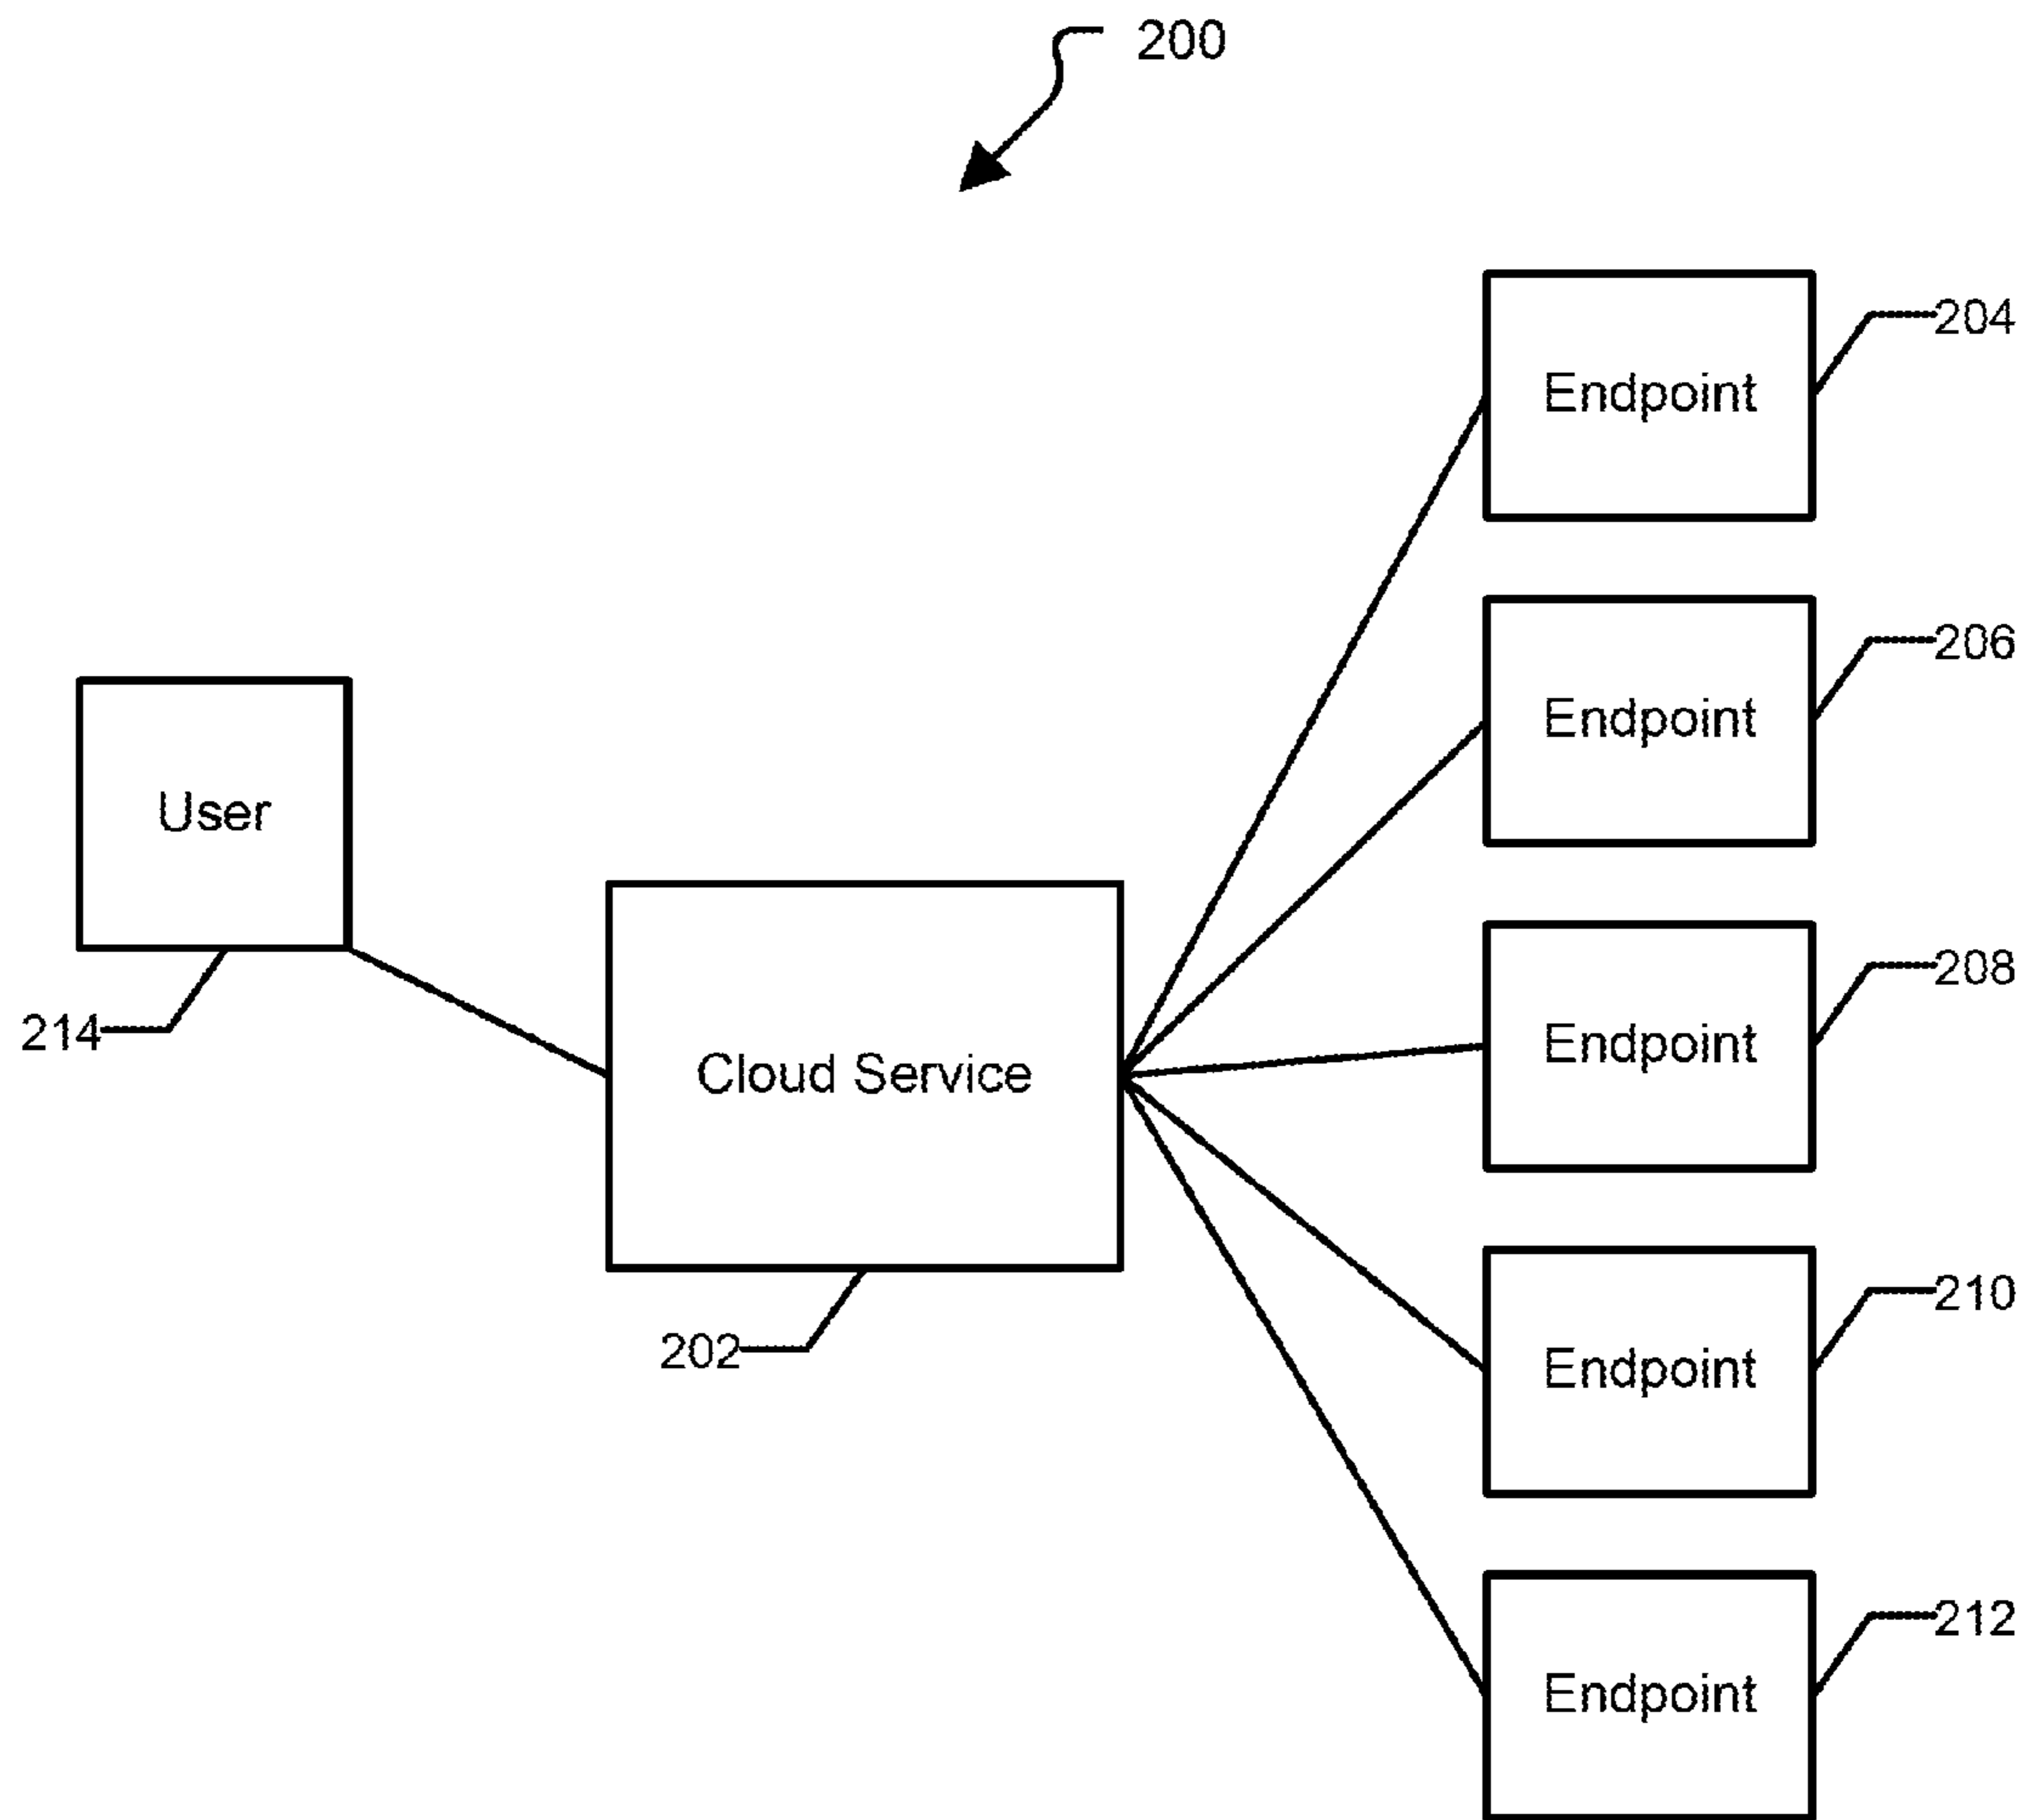 200
Endpoint
204
Endpoint
206
User
214
Endpoint
208
Cloud Service
202
Endpoint
210
Endpoint
212